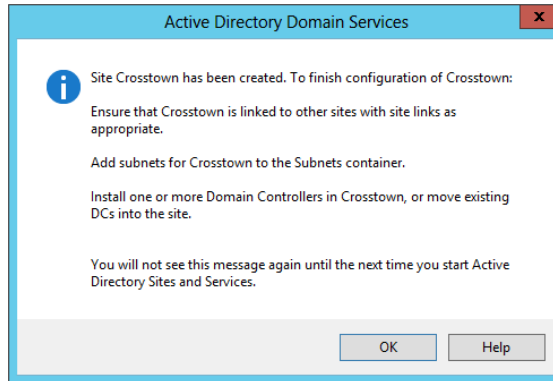 Active Directory Domain Services
x
Site Crosstown has been created. To finish configuration of Crosstown:
Ensure that Crosstown is linked to other sites with site links as
appropriate.
Add subnets for Crosstown to the Subnets container.
Install one or more Domain Controllers in Crosstown, or move existing
DCs into the site.
You will not see this message again until the next time you start Active
Directory Sites and Services.
OK
Help